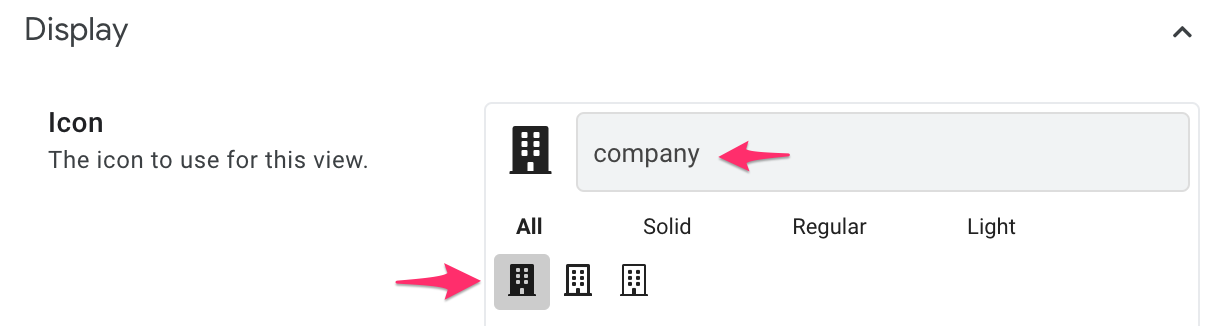 Display
Icon
The icon to use for this view.
company
All Solid Regular Light